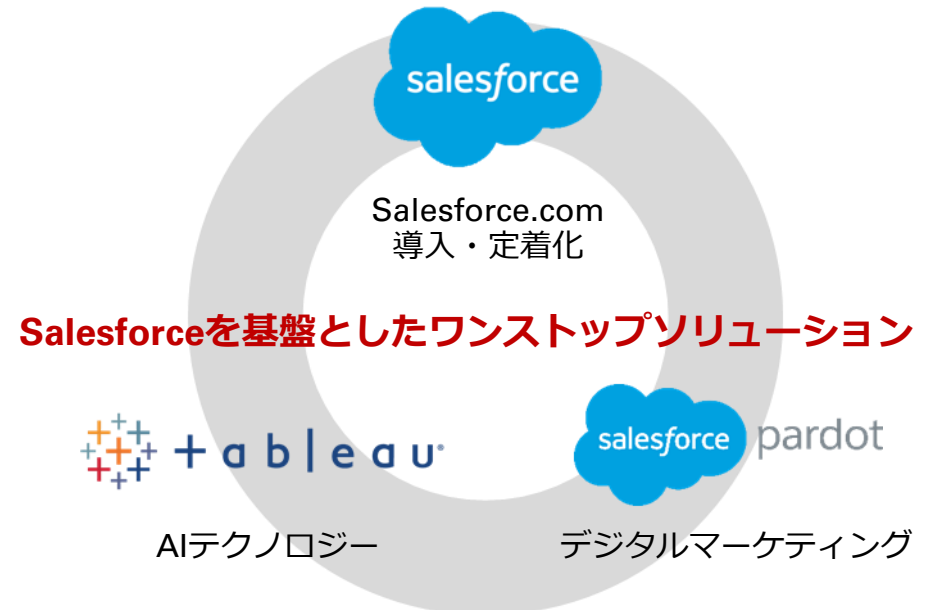 salesforce
Salesforce.com
導入・定着化
Salesforceを基盤としたワンストップソリューション
+ableau
salesforce pardot
AIテクノロジー
デジタルマーケティング